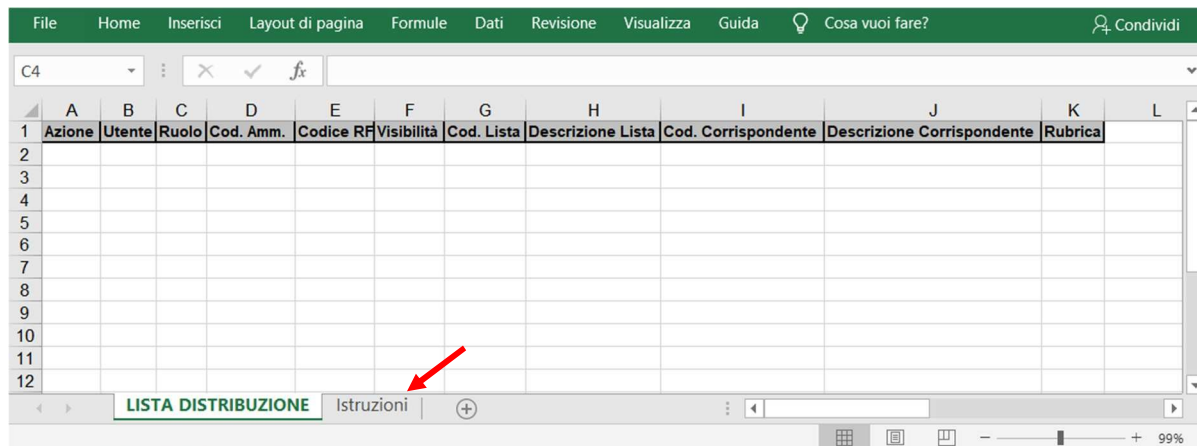 File Home Inserisci Layout di pagina Formule Dati Revisione Visualizza Guida Cosa vuoi fare? Condividi
C4 fx
A B C D E F G H I J K L
1 Azione Utente Ruolo Cod. Amm. Codice RF Visibilità Cod. Lista Descrizione Lista Cod. Corrispondente Descrizione Corrispondente Rubrica
2
3
4
5
6
7
8
9
10
11
12
LISTA DISTRIBUZIONE Istruzioni
99%